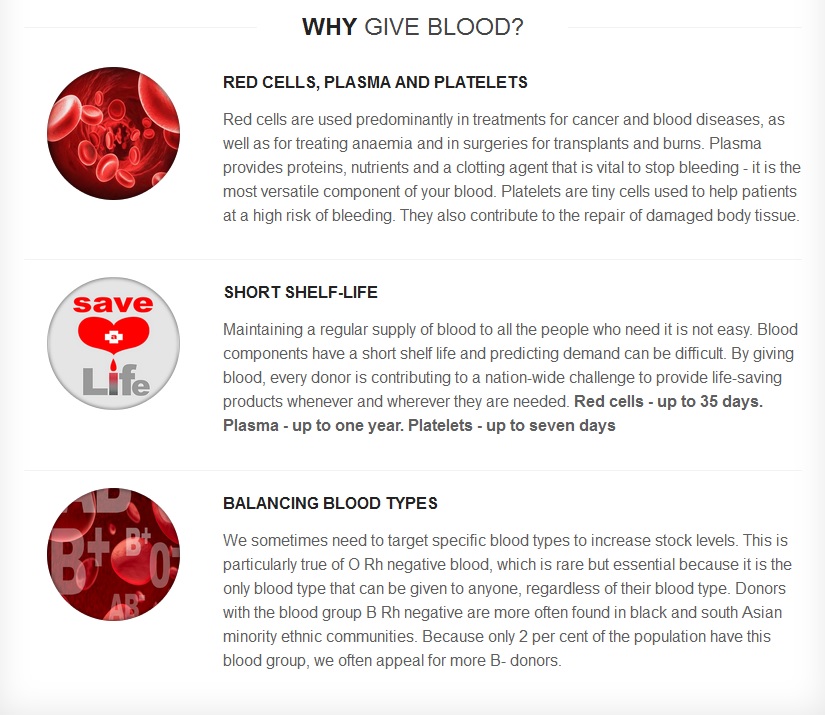 WHY GIVE BLOOD?
RED CELLS, PLASMA AND PLATELETS
Red cells are used predominantly in treatments for cancer and blood diseases, as
well as for treating anaemia and in surgeries for transplants and burns. Plasma
provides proteins, nutrients and a clotting agent that is vital to stop bleeding - it is the
most versatile component of your blood. Platelets are tiny cells used to help patients
at a high risk of bleeding. They also contribute to the repair of damaged body tissue.
save
a
Life
SHORT SHELF-LIFE
Maintaining a regular supply of blood to all the people who need it is not easy. Blood
components have a short shelf life and predicting demand can be difficult. By giving
blood, every donor is contributing to a nation-wide challenge to provide life-saving
products whenever and wherever they are needed. Red cells - up to 35 days.
Plasma - up to one year. Platelets - up to seven days
AB
B+
B+
O-
AB
BALANCING BLOOD TYPES
We sometimes need to target specific blood types to increase stock levels. This is
particularly true of O Rh negative blood, which is rare but essential because it is the
only blood type that can be given to anyone, regardless of their blood type. Donors
with the blood group B Rh negative are more often found in black and south Asian
minority ethnic communities. Because only 2 per cent of the population have this
blood group, we often appeal for more B- donors.